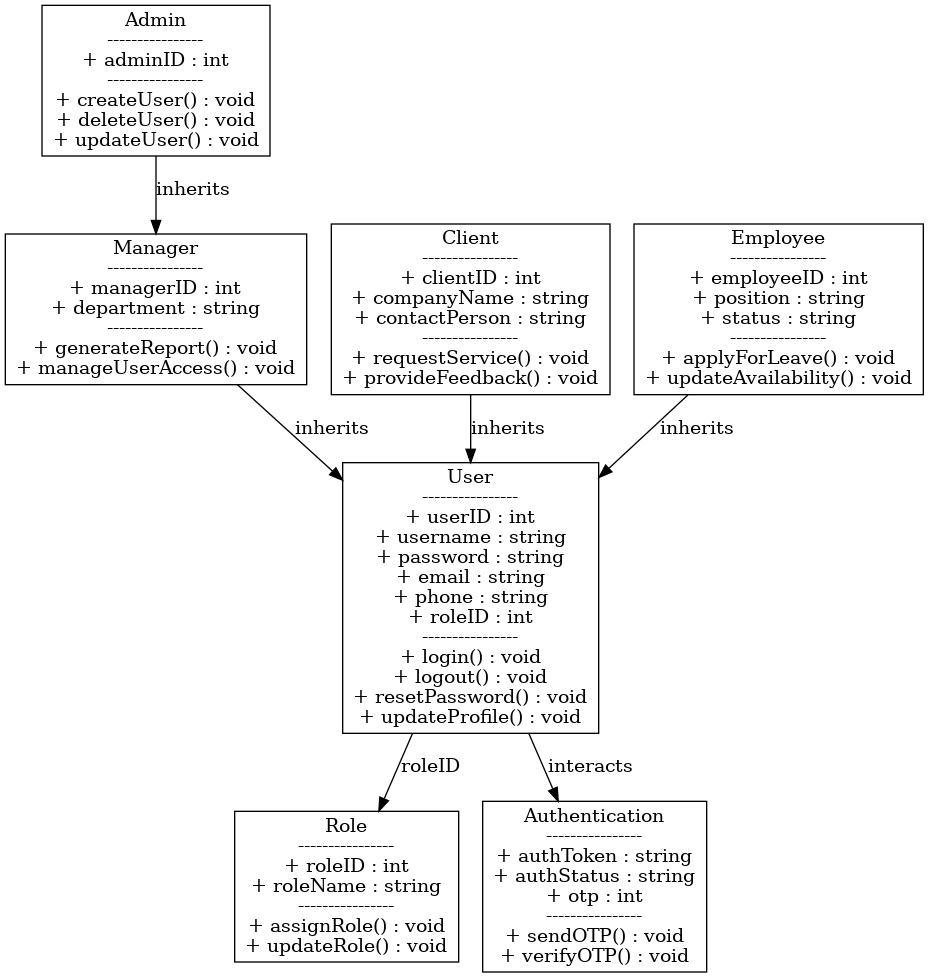 Admin
----------------
+ adminID : int
----------------
+ createUser() : void
+ deleteUser() : void
+ updateUser() : void
inherits
Manager
----------------
+ managerID : int
+ department : string
----------------
+ generateReport() : void
+ manageUserAccess() : void
Client
----------------
+ clientID : int
+ companyName : string
+ contactPerson : string
----------------
+ requestService() : void
+ provideFeedback() : void
Employee
----------------
+ employeeID : int
+ position : string
+ status : string
----------------
+ applyForLeave() : void
+ updateAvailability() : void
inherits
inherits
inherits
User
----------------
+ userID : int
+ username : string
+ password : string
+ email : string
+ phone : string
+ roleID : int
----------------
+ login() : void
+ logout() : void
+ resetPassword() : void
+ updateProfile() : void
roleID
interacts
Role
----------------
+ roleID : int
+ roleName : string
----------------
+ assignRole() : void
+ updateRole() : void
Authentication
----------------
+ authToken : string
+ authStatus : string
+ otp : int
----------------
+ sendOTP() : void
+ verifyOTP() : void